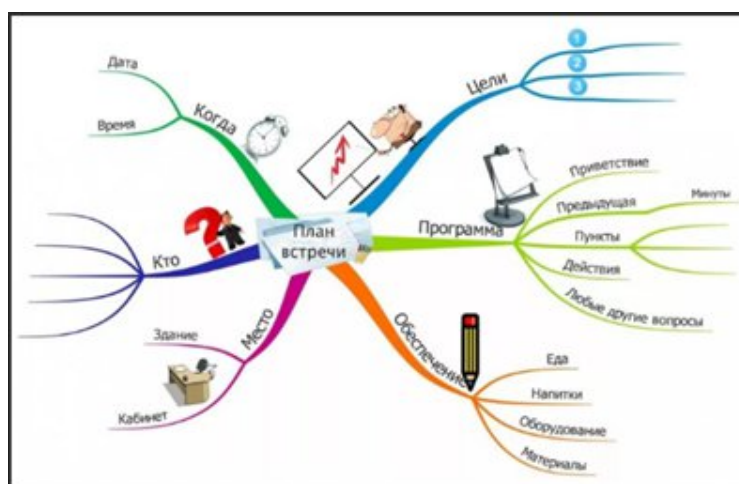 План
встречи
Цели
1
2
3
Программа
Приветствие
Предыдущая
Минуты
Пункты
Действия
Любые другие вопросы
Обеспечение
Еда
Напитки
Оборудование
Материалы
Место
Здание
Кабинет
Кто
Когда
Дата
Время